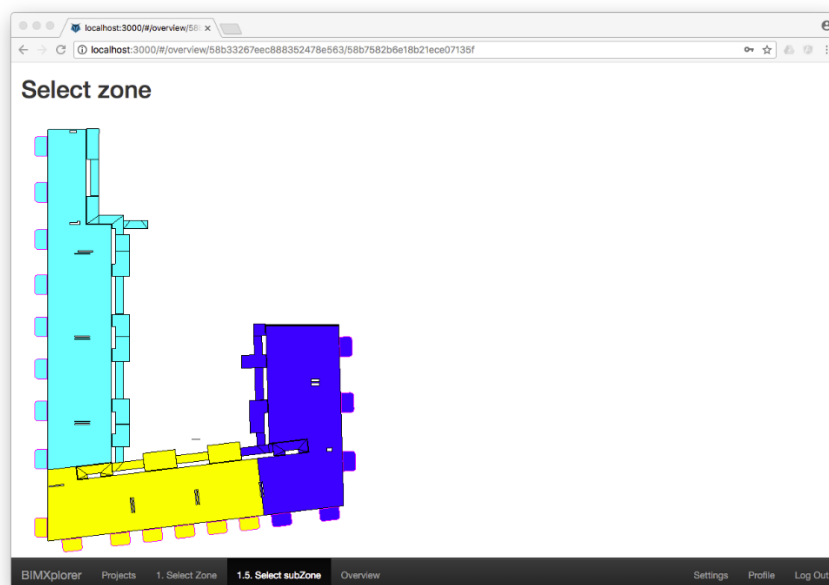 localhost:3000/#/overview/58
localhost:3000/#/overview/58b33267eec888352478e563/58b7582b6e18b21ece07135f
Select zone
BIMXplorer Projects 1. Select Zone 1.5. Select subZone Overview Settings Profile Log Out